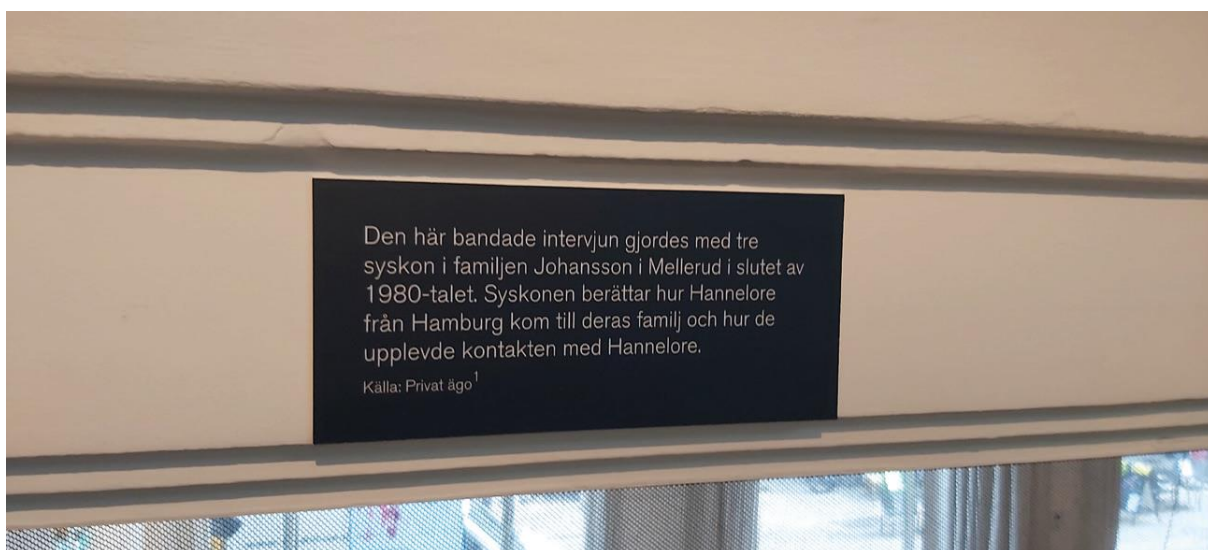 Den här bandade intervjun gjordes med tre
syskon i familjen Johansson i Mellerud i slutet av
1980-talet. Syskonen berättar hur Hannelore
från Hamburg kom till deras familj och hur de
upplevde kontakten med Hannelore.
Källa: Privat ägo¹